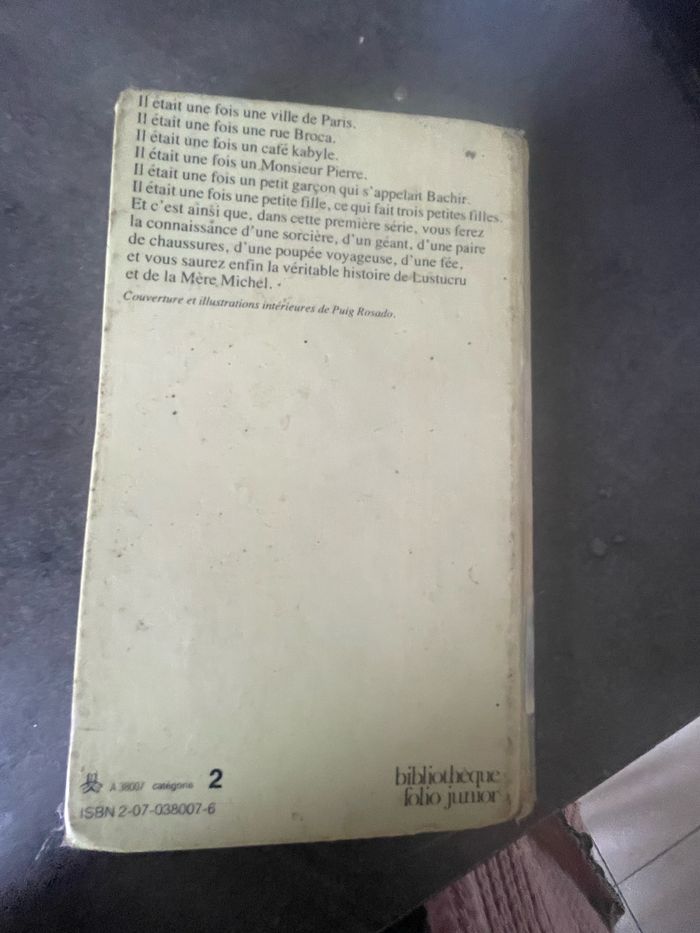 Il était une fois une ville de Paris.
Il était une fois une rue Broca.
Il était une fois un café kabyle.
Il était une fois un Monsieur Pierre.
Il était une fois un petit garçon qui s'appelait Bachir.
Il était une fois une petite fille, ce qui fait trois petites filles.
Et c'est ainsi que, dans cette première série, vous ferez
la connaissance d'une sorcière, d'un géant, d'une paire
de chaussures, d'une poupée voyageuse, d'une fée,
et vous saurez enfin la véritable histoire de Lustucru
et de la Mère Michel.
Couverture et illustrations intérieures de Puig Rosado.
A 38007 catégorie 2
ISBN 2-07-038007-6
bibliothèque
folio junior